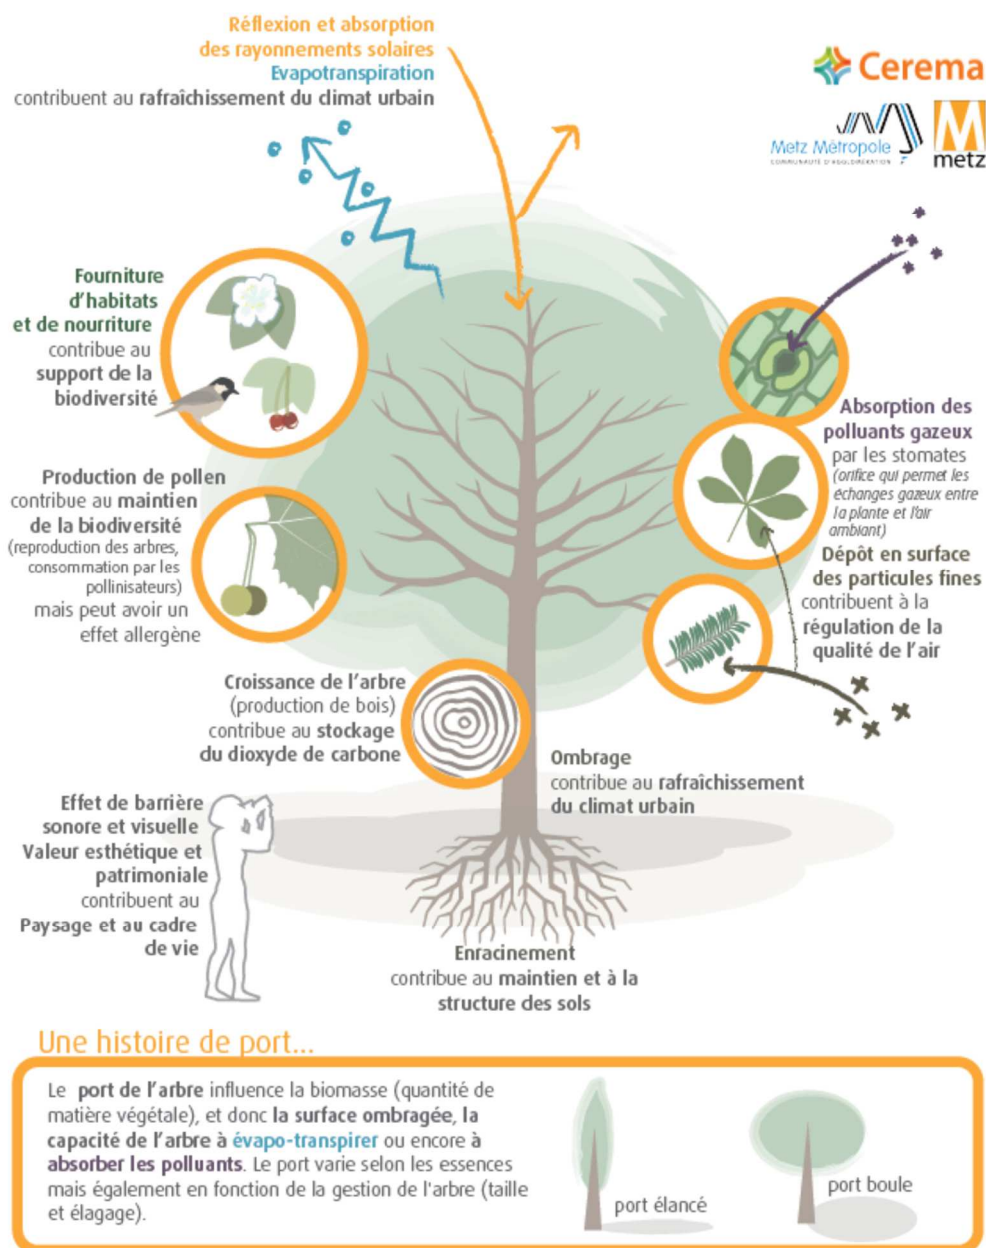 Réflexion et absorption
des rayonnements solaires
Evapotranspiration
contribuent au rafraîchissement du climat urbain
Cerema
Metz Métropole
COMMUNAUTÉ D'AGGLOMÉRATION
metz
Fourniture
d'habitats
et de nourriture
contribue au
support de la
biodiversité
Absorption des
polluants gazeux
par les stomates
(orifice qui permet les
échanges gazeux entre
la plante et l'air
ambiant)
Production de pollen
contribue au maintien
de la biodiversité
(reproduction des arbres,
consommation par les
pollinisateurs)
mais peut avoir un
effet allergène
Dépôt en surface
des particules fines
contribuent à la
régulation de la
qualité de l'air
Croissance de l'arbre
(production de bois)
contribue au stockage
du dioxyde de carbone
Ombrage
contribue au rafraîchissement
du climat urbain
Effet de barrière
sonore et visuelle
Valeur esthétique et
patrimoniale
contribuent au
Paysage et au cadre
de vie
Enracinement
contribue au maintien et à la
structure des sols
Une histoire de port...
Le port de l'arbre influence la biomasse (quantité de
matière végétale), et donc la surface ombragée, la
capacité de l'arbre à évapo-transpirer ou encore à
absorber les polluants. Le port varie selon les essences
mais également en fonction de la gestion de l'arbre (taille
et élagage).
port élancé
port boule